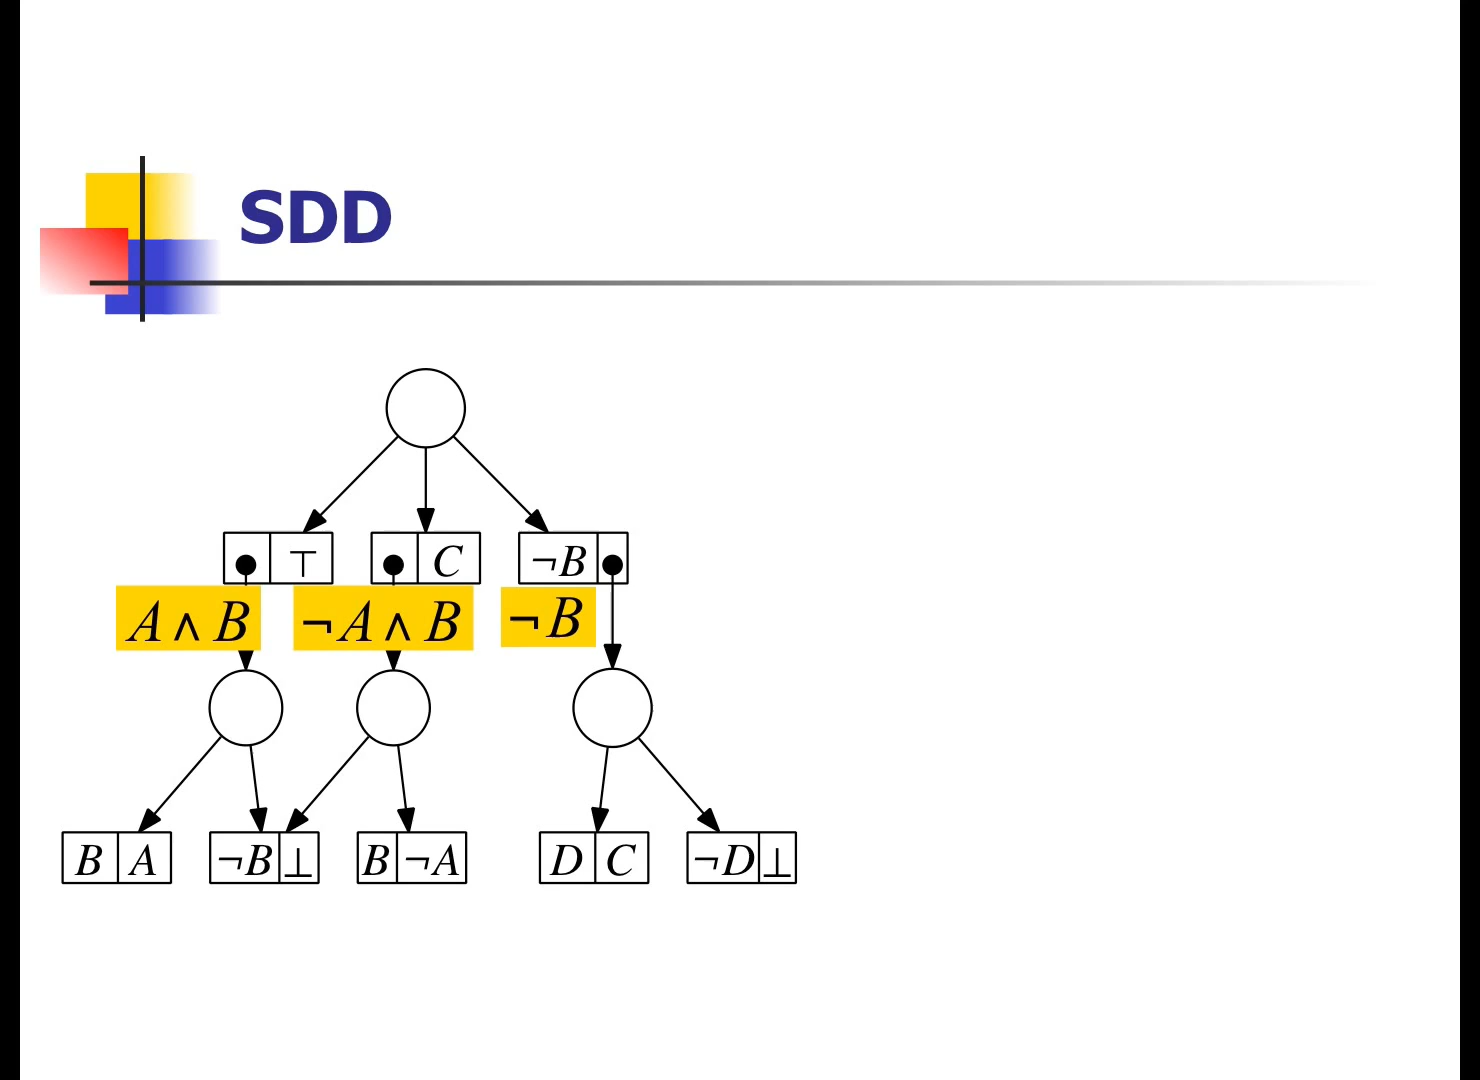 SDD
⊤ C ¬B
A ∧ B ¬A ∧ B ¬B
B A ¬B ⊥ B ¬A D C ¬D ⊥